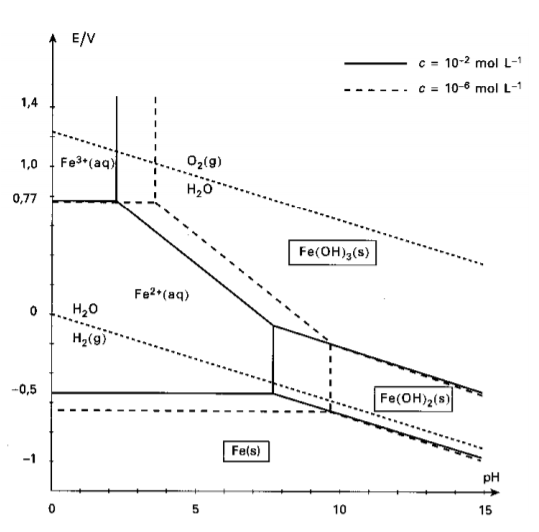 E/V
c = 10⁻² mol L⁻¹
c = 10⁻⁶ mol L⁻¹
1,4
Fe³⁺(aq)
O₂(g)
1,0
H₂O
0,77
Fe(OH)₃(s)
Fe²⁺(aq)
H₂O
0
H₂(g)
−0,5
Fe(OH)₂(s)
Fe(s)
−1
pH
0
5
10
15